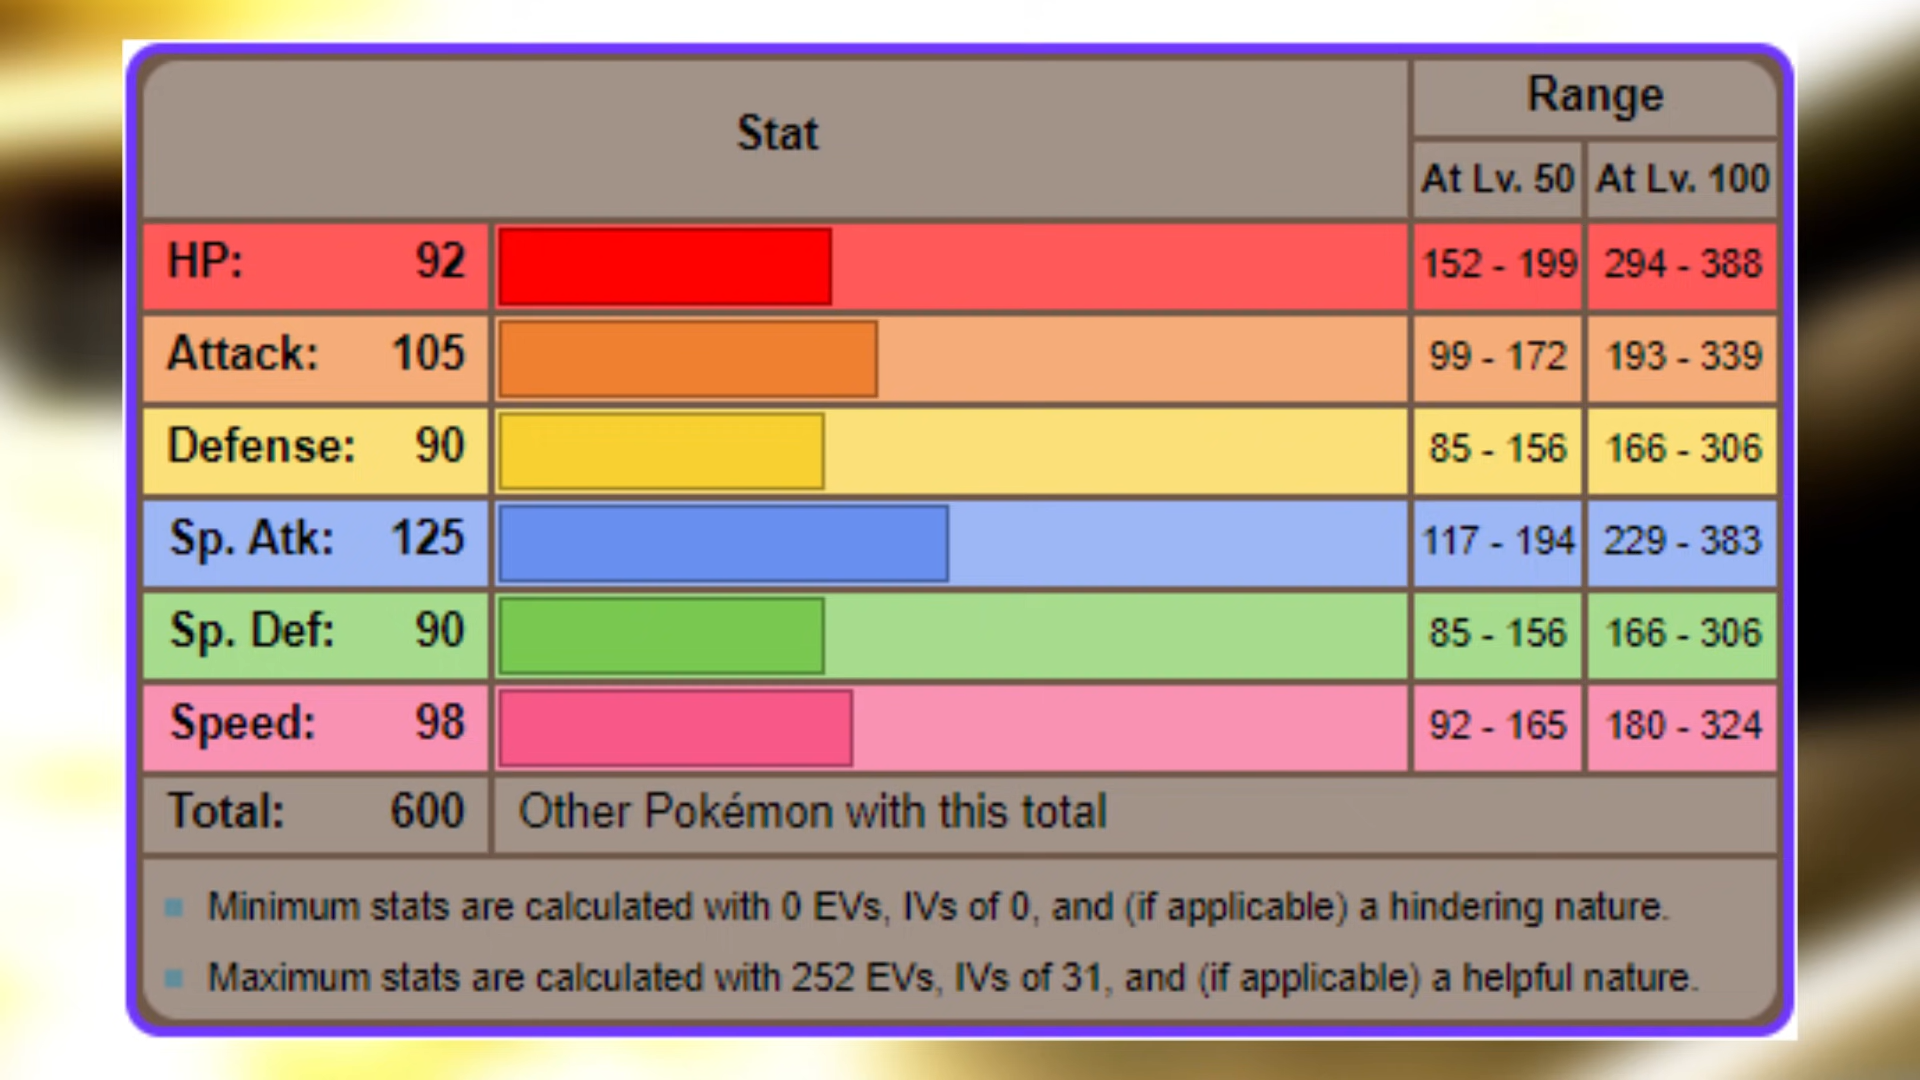 Stat
Range
At Lv. 50 At Lv. 100
HP: 92 152 - 199 294 - 388
Attack: 105 99 - 172 193 - 339
Defense: 90 85 - 156 166 - 306
Sp. Atk: 125 117 - 194 229 - 383
Sp. Def: 90 85 - 156 166 - 306
Speed: 98 92 - 165 180 - 324
Total: 600 Other Pokémon with this total
Minimum stats are calculated with 0 EVs, IVs of 0, and (if applicable) a hindering nature.
Maximum stats are calculated with 252 EVs, IVs of 31, and (if applicable) a helpful nature.